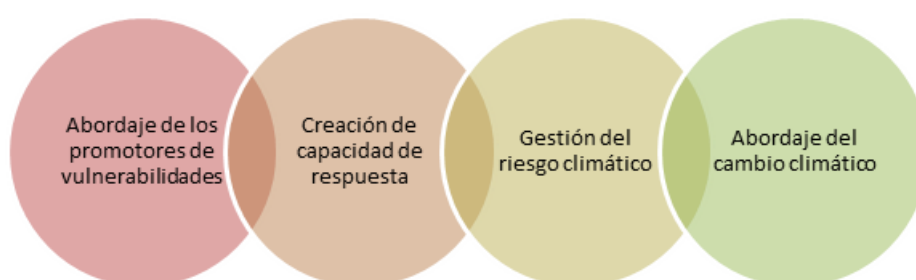 Abordaje de los
promotores de
vulnerabilidades
Creación de
capacidad de
respuesta
Gestión del
riesgo climático
Abordaje del
cambio climático